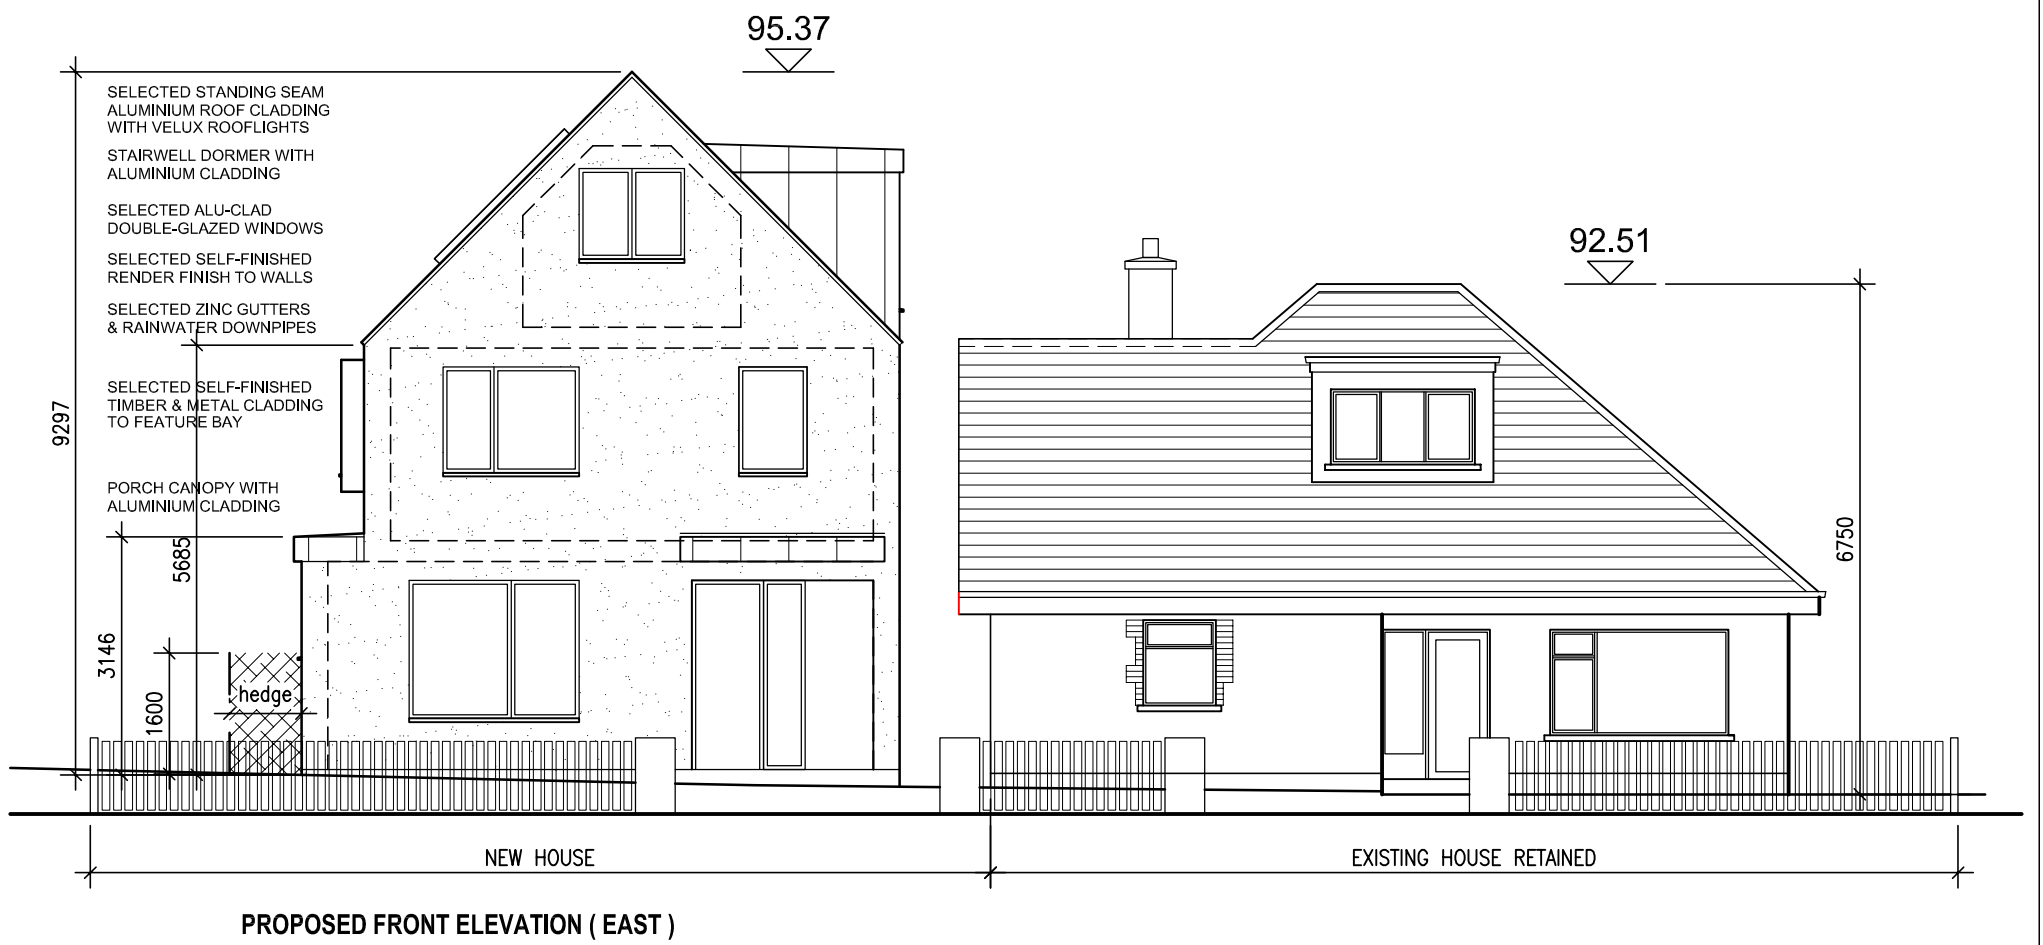 95.37
SELECTED STANDING SEAM
ALUMINIUM ROOF CLADDING
WITH VELUX ROOFLIGHTS
STAIRWELL DORMER WITH
ALUMINIUM CLADDING
SELECTED ALU-CLAD
DOUBLE-GLAZED WINDOWS
SELECTED SELF-FINISHED
RENDER FINISH TO WALLS
SELECTED ZINC GUTTERS
& RAINWATER DOWNPIPES
SELECTED SELF-FINISHED
TIMBER & METAL CLADDING
TO FEATURE BAY
PORCH CANOPY WITH
ALUMINIUM CLADDING
92.51
9297
5685
3146
1600
hedge
6750
NEW HOUSE
EXISTING HOUSE RETAINED
PROPOSED FRONT ELEVATION ( EAST )